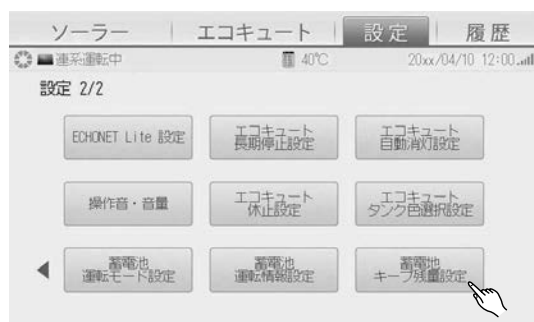 ソーラー エコキュート 設定 履歴
連系運転中 40℃ 20xx/04/10 12:00
設定 2/2
ECHONET Lite 設定 エコキュート 長期停止設定 エコキュート 自動消灯設定
操作音・音量 エコキュート 休止設定 エコキュート タンク色選択設定
蓄電池 運転モード設定 蓄電池 運転情報設定 蓄電池 キープ残量設定